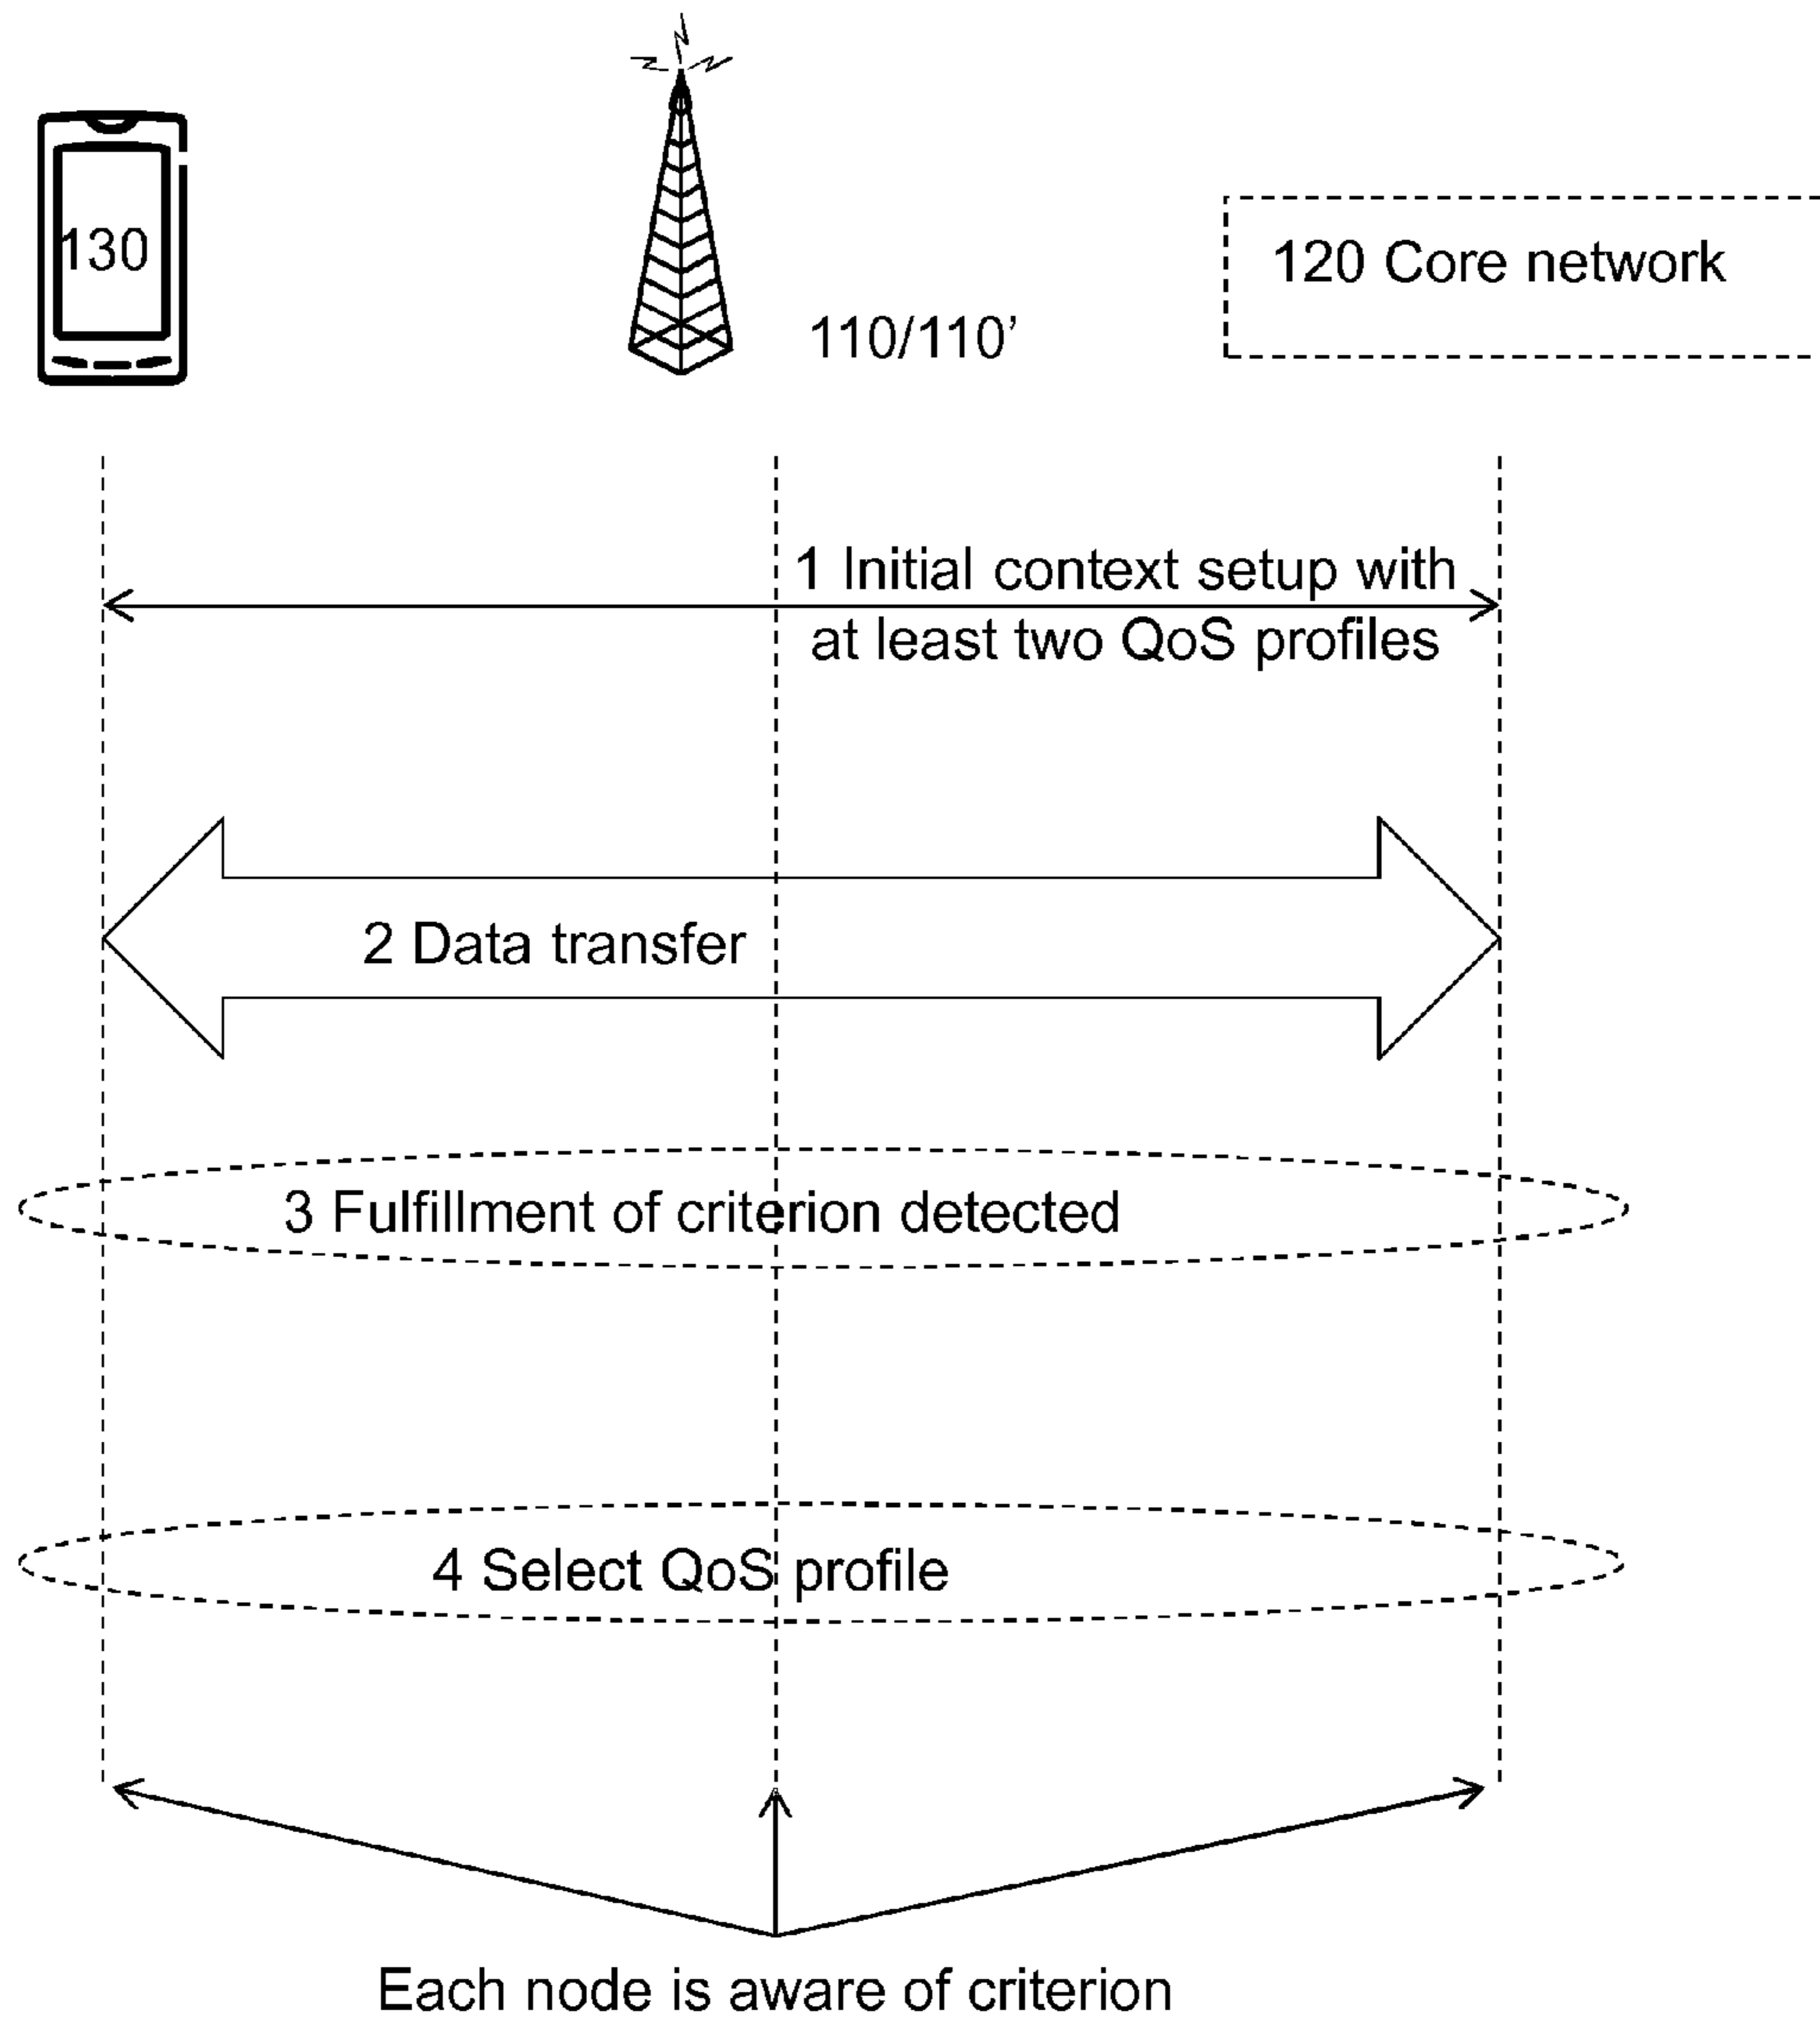 130
110/110’
120 Core network
1 Initial context setup with
at least two QoS profiles
2 Data transfer
3 Fulfillment of criterion detected
4 Select QoS profile
Each node is aware of criterion